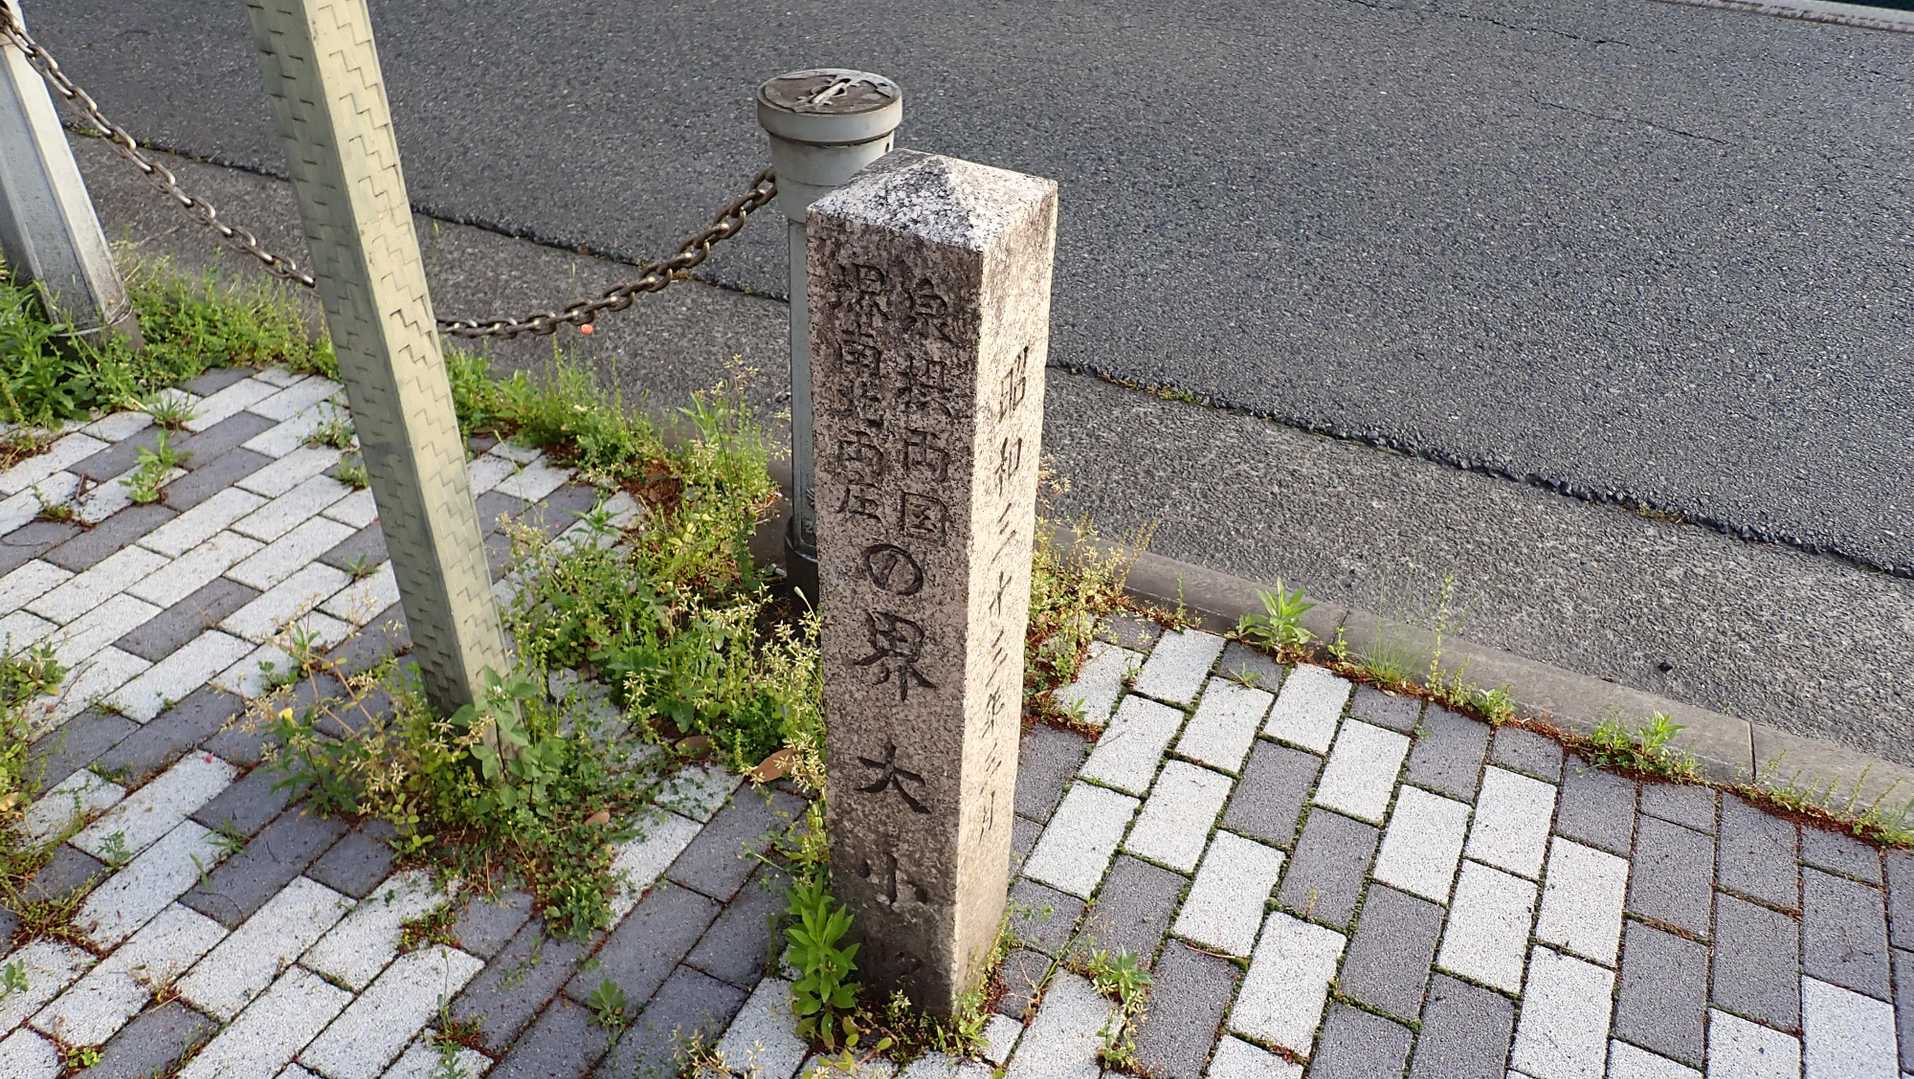 泉摂両国
堺南北両庄
の界 大小
昭和三十三年三月